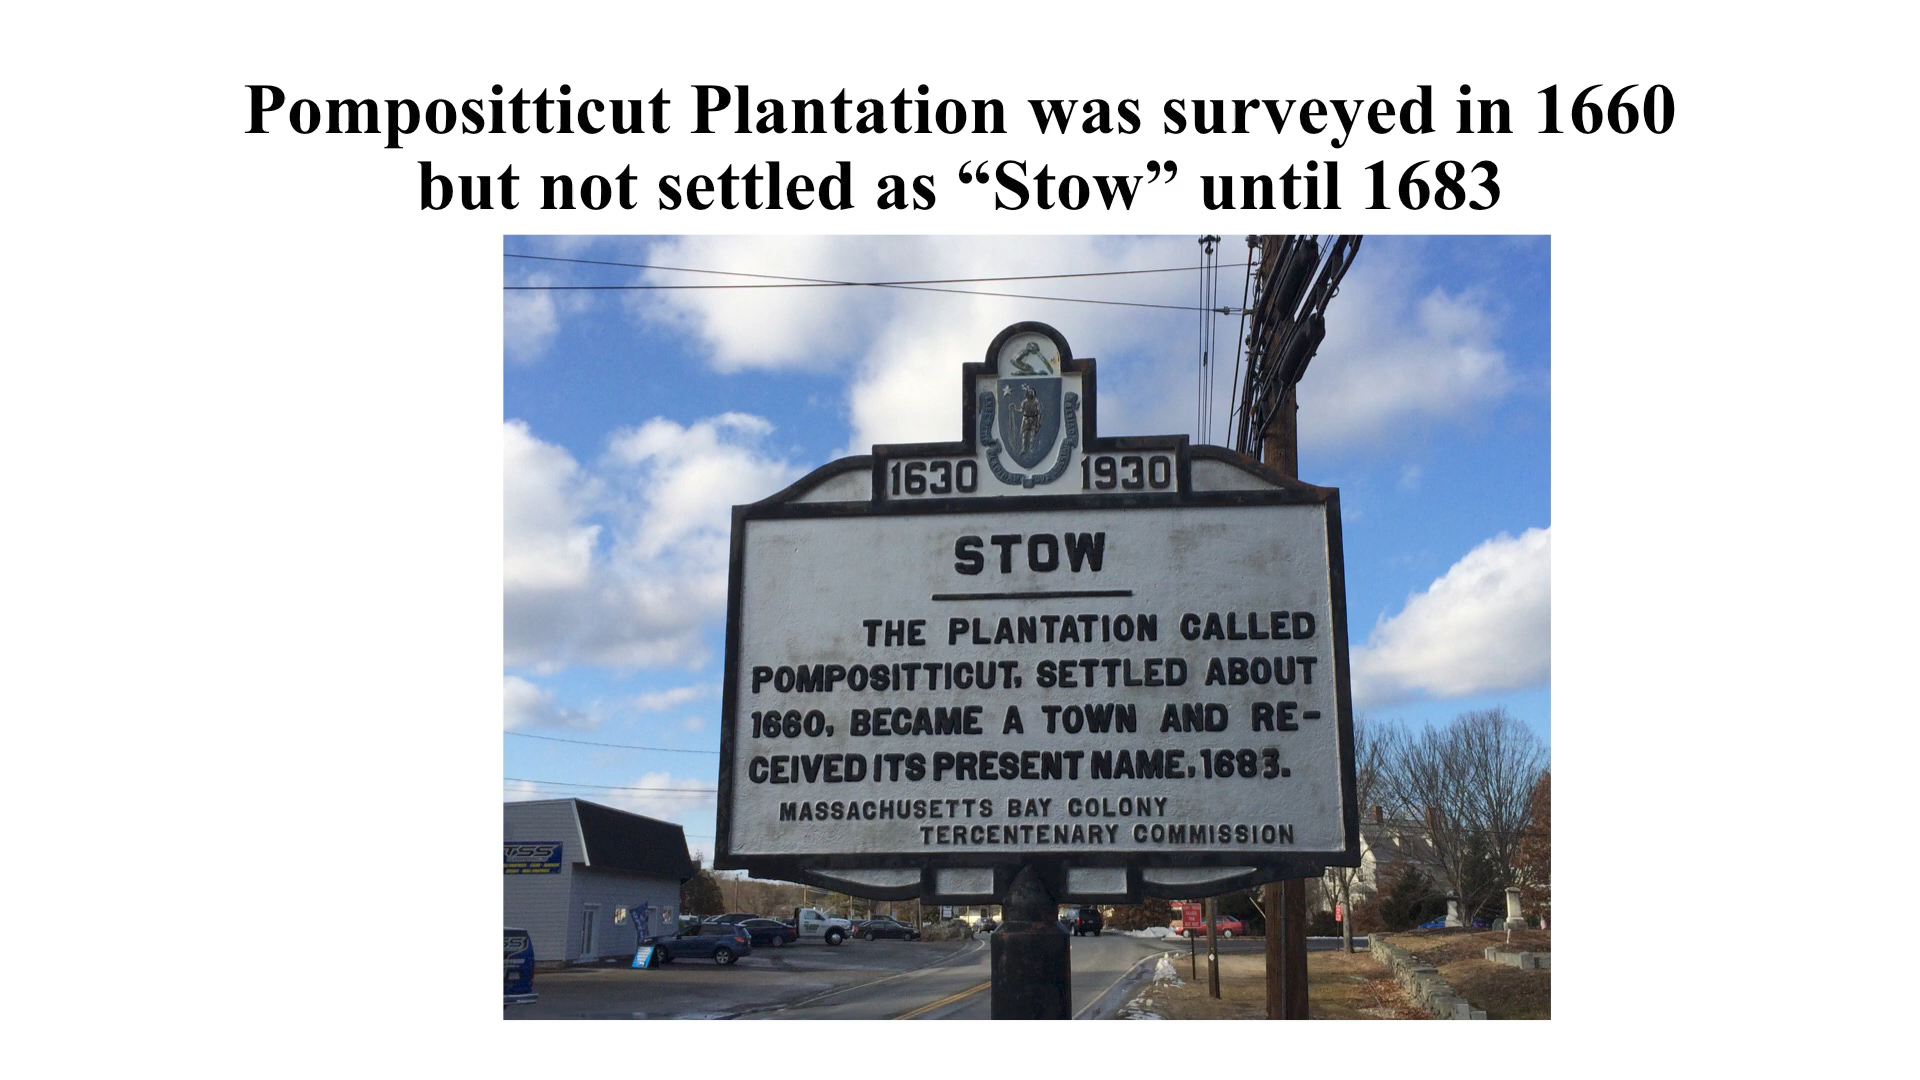 Pompositticut Plantation was surveyed in 1660
but not settled as “Stow” until 1683
1630 1930
STOW
THE PLANTATION CALLED
POMPOSITTICUT, SETTLED ABOUT
1660, BECAME A TOWN AND RE-
CEIVED ITS PRESENT NAME, 1683.
MASSACHUSETTS BAY COLONY
TERCENTENARY COMMISSION
TSS